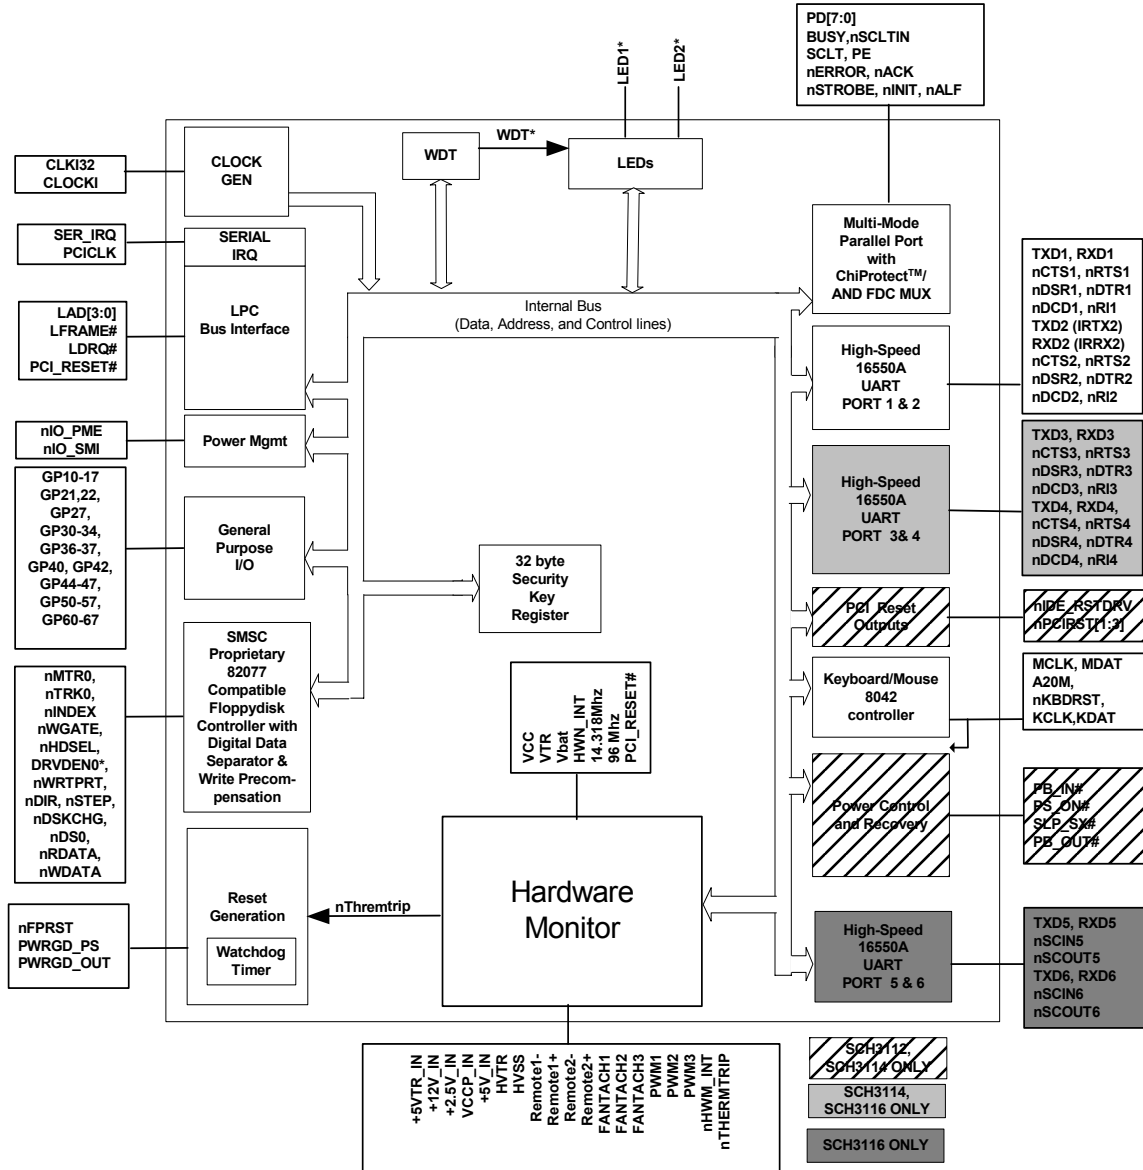 PD[7:0]
BUSY,nSCLTIN
SCLT, PE
nERROR, nACK
nSTROBE, nINIT, nALF
LED1*
LED2*
CLKI32
CLOCKI
CLOCK
GEN
WDT
WDT*
LEDs
SER_IRQ
PCICLK
SERIAL
IRQ
LAD[3:0]
LFRAME#
LDRQ#
PCI_RESET#
LPC
Bus Interface
Internal Bus
(Data, Address, and Control lines)
Multi-Mode
Parallel Port
with
ChiProtect™/
AND FDC MUX
High-Speed
16550A
UART
PORT 1 & 2
TXD1, RXD1
nCTS1, nRTS1
nDSR1, nDTR1
nDCD1, nRI1
TXD2 (IRTX2)
RXD2 (IRRX2)
nCTS2, nRTS2
nDSR2, nDTR2
nDCD2, nRI2
nIO_PME
nIO_SMI
Power Mgmt
High-Speed
16550A
UART
PORT 3& 4
TXD3, RXD3
nCTS3, nRTS3
nDSR3, nDTR3
nDCD3, nRI3
TXD4, RXD4,
nCTS4, nRTS4
nDSR4, nDTR4
nDCD4, nRI4
GP10-17
GP21,22,
GP27,
GP30-34,
GP36-37,
GP40, GP42,
GP44-47,
GP50-57,
GP60-67
General
Purpose
I/O
32 byte
Security
Key
Register
PCI Reset
Outputs
nIDE_RSTDRV
nPCIRST[1:3]
nMTR0,
nTRK0,
nINDEX
nWGATE,
nHDSEL,
DRVDEN0*,
nWRTPRT,
nDIR, nSTEP,
nDSKCHG,
nDS0,
nRDATA,
nWDATA
SMSC
Proprietary
82077
Compatible
Floppydisk
Controller with
Digital Data
Separator &
Write Precom-
pensation
Keyboard/Mouse
8042
controller
MCLK, MDAT
A20M,
nKBDRST,
KCLK,KDAT
VCC
VTR
Vbat
HWN_INT
14.318Mhz
96 Mhz
PCI_RESET#
Power Control
and Recovery
PB_IN#
PS_ON#
SLP_SX#
PB_OUT#
Hardware
Monitor
nThremtrip
Reset
Generation
Watchdog
Timer
nFPRST
PWRGD_PS
PWRGD_OUT
High-Speed
16550A
UART
PORT 5 & 6
TXD5, RXD5
nSCIN5
nSCOUT5
TXD6, RXD6
nSCIN6
nSCOUT6
+5VTR_IN
+12V_IN
+2.5V_IN
VCCP_IN
+5V_IN
HVTR
HVSS
Remote1-
Remote1+
Remote2-
Remote2+
FANTACH1
FANTACH2
FANTACH3
PWM1
PWM2
PWM3
nHWM_INT
nTHERMTRIP
SCH3112,
SCH3114 ONLY
SCH3114,
SCH3116 ONLY
SCH3116 ONLY